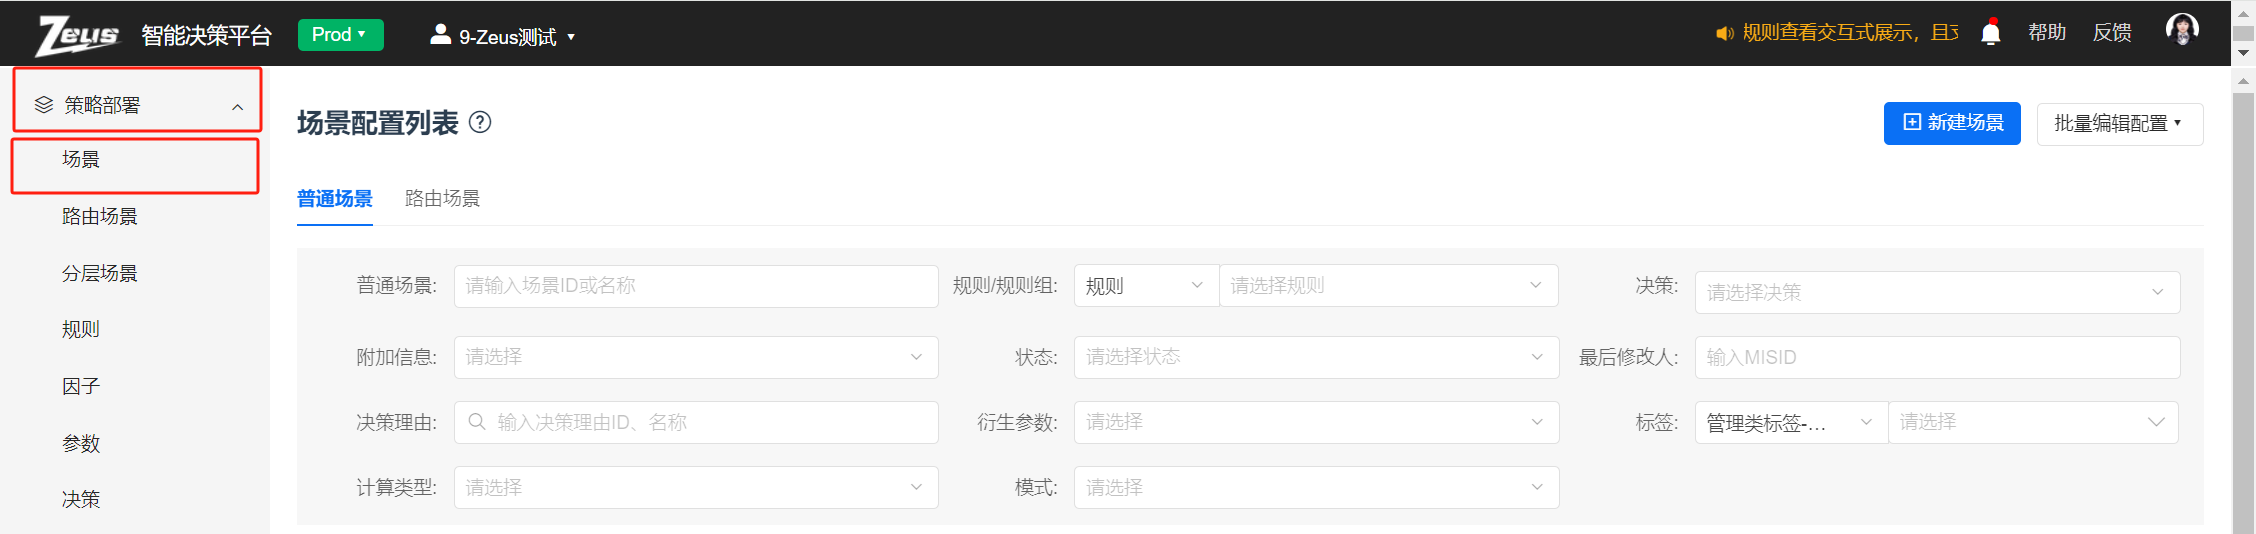 Zeus 智能决策平台 Prod 9-Zeus测试 规则查看交互式展示，且支 帮助 反馈
策略部署
场景
路由场景
分层场景
规则
因子
参数
决策
场景配置列表 ?
新建场景 批量编辑配置
普通场景 路由场景
普通场景: 请输入场景ID或名称 规则/规则组: 规则 请选择规则 决策: 请选择决策
附加信息: 请选择 状态: 请选择状态 最后修改人: 输入MISID
决策理由: 输入决策理由ID、名称 衍生参数: 请选择 标签: 管理类标签-... 请选择
计算类型: 请选择 模式: 请选择